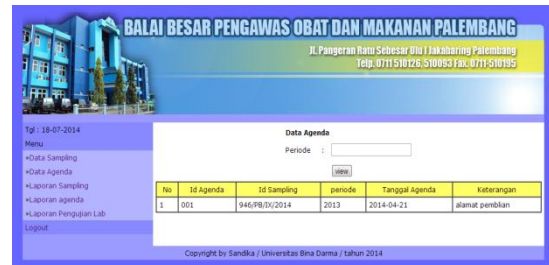 BALAI BESAR PENGAWAS OBAT DAN MAKANAN PALEMBANG
Jl. Pangeran Ratu Sebesar Ulu I Jakabaring Palembang
Telp. 0711 510126, 510093 Fax. 0711-510195
Tgl : 18-07-2014
Menu
»Data Sampling
»Data Agenda
»Laporan Sampling
»Laporan agenda
»Laporan Pengujian Lab
Logout
Data Agenda
Periode :
view
No Id Agenda Id Sampling periode Tanggal Agenda Keterangan
1 001 946/PB/IX/2014 2013 2014-04-21 alamat pemblian
Copyright by Sandika / Universitas Bina Darma / tahun 2014